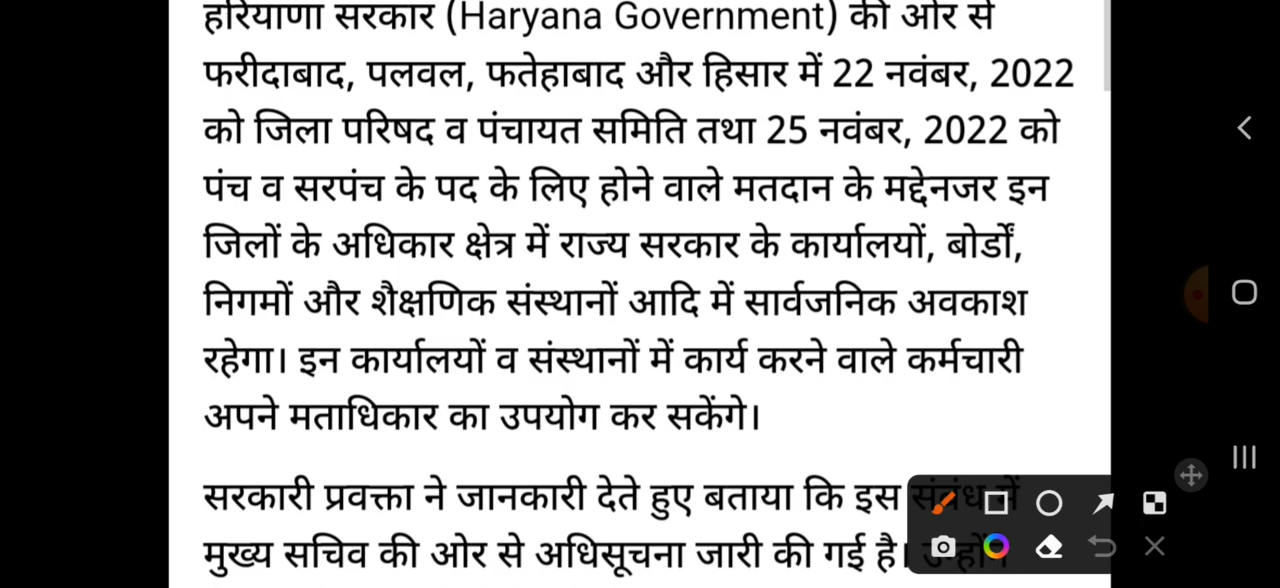 हरियाणा सरकार (Haryana Government) की ओर से
फरीदाबाद, पलवल, फतेहाबाद और हिसार में 22 नवंबर, 2022
को जिला परिषद व पंचायत समिति तथा 25 नवंबर, 2022 को
पंच व सरपंच के पद के लिए होने वाले मतदान के मद्देनजर इन
जिलों के अधिकार क्षेत्र में राज्य सरकार के कार्यालयों, बोर्डों,
निगमों और शैक्षणिक संस्थानों आदि में सार्वजनिक अवकाश
रहेगा। इन कार्यालयों व संस्थानों में कार्य करने वाले कर्मचारी
अपने मताधिकार का उपयोग कर सकेंगे।
सरकारी प्रवक्ता ने जानकारी देते हुए बताया कि इस संबंध में
मुख्य सचिव की ओर से अधिसूचना जारी की गई है। उन्होंने